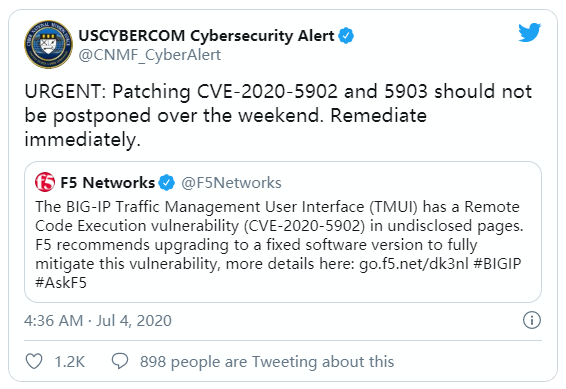 USCYBERCOM Cybersecurity Alert
@CNMF_CyberAlert
URGENT: Patching CVE-2020-5902 and 5903 should not
be postponed over the weekend. Remediate
immediately.
F5 Networks @F5Networks
The BIG-IP Traffic Management User Interface (TMUI) has a Remote
Code Execution vulnerability (CVE-2020-5902) in undisclosed pages.
F5 recommends upgrading to a fixed software version to fully
mitigate this vulnerability, more details here: go.f5.net/dk3nl #BIGIP
#AskF5
4:36 AM · Jul 4, 2020
1.2K 898 people are Tweeting about this